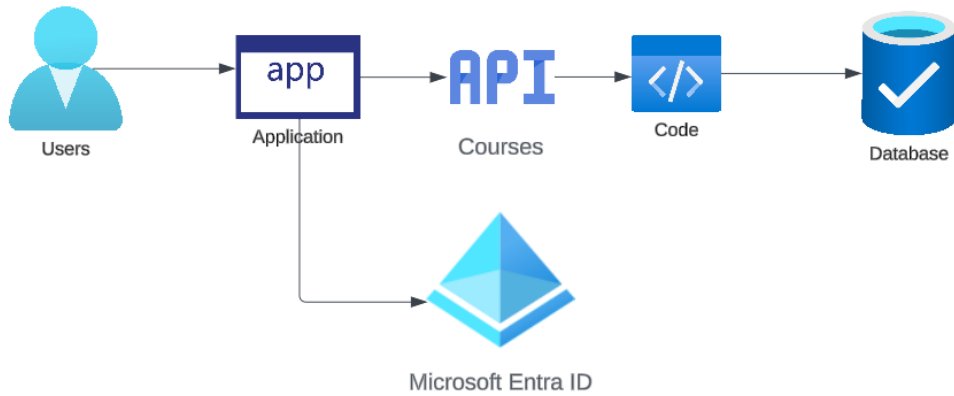 app
API
Users
Application
Courses
</>
Code
Database
Microsoft Entra ID